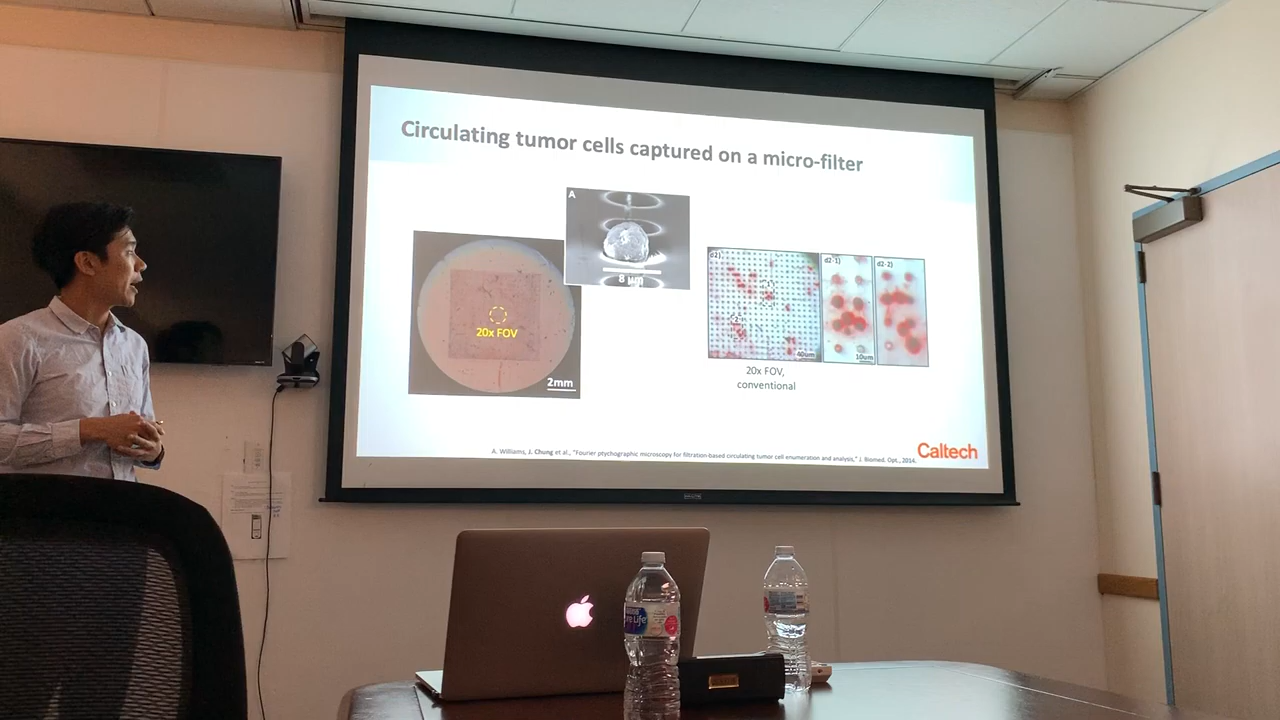 Circulating tumor cells captured on a micro-filter
A
8 μm
20x FOV
2mm
d2)
d2-1)
d2-2)
40um
10um
20x FOV,
conventional
A. Williams, J. Chung et al., "Fourier ptychographic microscopy for filtration-based circulating tumor cell enumeration and analysis," J. Biomed. Opt., 2014.
Caltech
Life